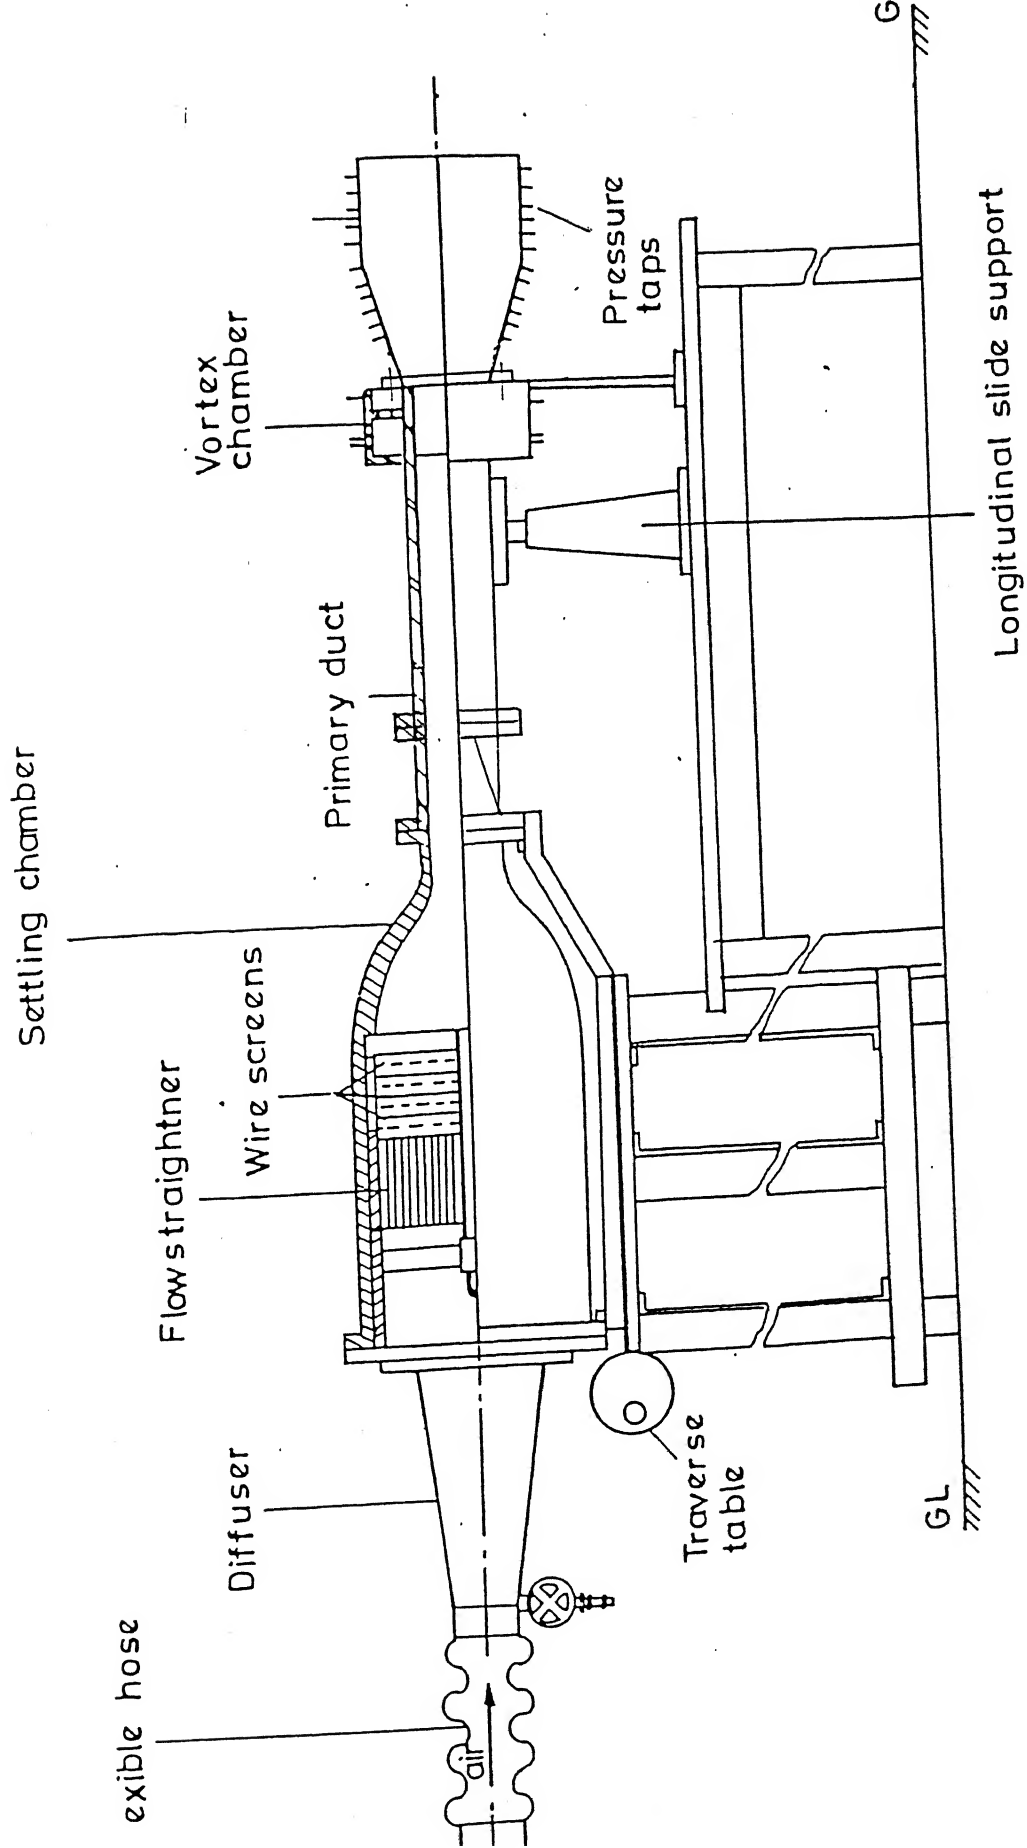 exible hose
air
Diffuser
Flowstraightner
Wire screens
Settling chamber
Primary duct
Vortex
chamber
Pressure
taps
Traverse
table
Longitudinal slide support
GL
G